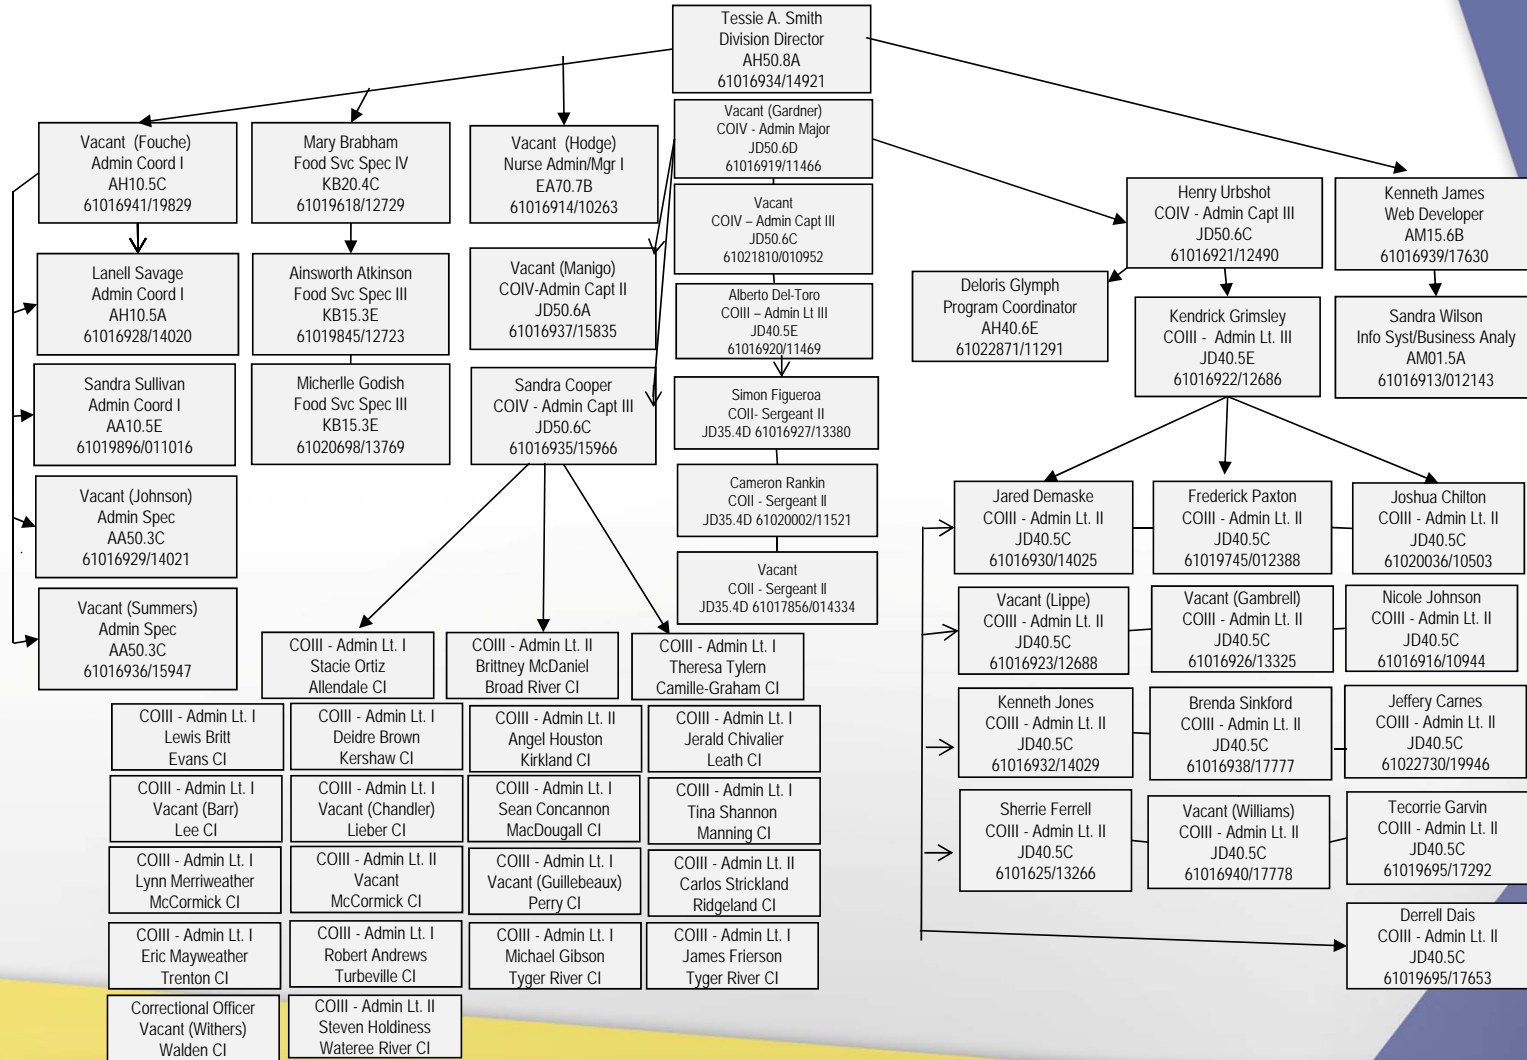 Tessie A. Smith
Division Director
AH50.8A
61016934/14921
Vacant (Gardner)
COIV - Admin Major
JD50.6D
61016919/11466
Vacant
COIV – Admin Capt III
JD50.6C
61021810/010952
Alberto Del-Toro
COIII – Admin Lt III
JD40.5E
61016920/11469
Simon Figueroa
COII- Sergeant II
JD35.4D 61016927/13380
Cameron Rankin
COII - Sergeant II
JD35.4D 61020002/11521
Vacant
COII - Sergeant II
JD35.4D 61017856/014334
Vacant (Fouche)
Admin Coord I
AH10.5C
61016941/19829
Lanell Savage
Admin Coord I
AH10.5A
61016928/14020
Sandra Sullivan
Admin Coord I
AA10.5E
61019896/011016
Vacant (Johnson)
Admin Spec
AA50.3C
61016929/14021
Vacant (Summers)
Admin Spec
AA50.3C
61016936/15947
Mary Brabham
Food Svc Spec IV
KB20.4C
61019618/12729
Ainsworth Atkinson
Food Svc Spec III
KB15.3E
61019845/12723
Micherlle Godish
Food Svc Spec III
KB15.3E
61020698/13769
Vacant (Hodge)
Nurse Admin/Mgr I
EA70.7B
61016914/10263
Vacant (Manigo)
COIV-Admin Capt II
JD50.6A
61016937/15835
Sandra Cooper
COIV - Admin Capt III
JD50.6C
61016935/15966
COIII - Admin Lt. I
Stacie Ortiz
Allendale CI
COIII - Admin Lt. II
Brittney McDaniel
Broad River CI
COIII - Admin Lt. I
Theresa Tylern
Camille-Graham CI
COIII - Admin Lt. I
Lewis Britt
Evans CI
COIII - Admin Lt. I
Deidre Brown
Kershaw CI
COIII - Admin Lt. II
Angel Houston
Kirkland CI
COIII - Admin Lt. I
Jerald Chivalier
Leath CI
COIII - Admin Lt. I
Vacant (Barr)
Lee CI
COIII - Admin Lt. I
Vacant (Chandler)
Lieber CI
COIII - Admin Lt. I
Sean Concannon
MacDougall CI
COIII - Admin Lt. I
Tina Shannon
Manning CI
COIII - Admin Lt. I
Lynn Merriweather
McCormick CI
COIII - Admin Lt. II
Vacant
McCormick CI
COIII - Admin Lt. I
Vacant (Guillebeaux)
Perry CI
COIII - Admin Lt. II
Carlos Strickland
Ridgeland CI
COIII - Admin Lt. I
Eric Mayweather
Trenton CI
COIII - Admin Lt. I
Robert Andrews
Turbeville CI
COIII - Admin Lt. I
Michael Gibson
Tyger River CI
COIII - Admin Lt. I
James Frierson
Tyger River CI
Correctional Officer
Vacant (Withers)
Walden CI
COIII - Admin Lt. II
Steven Holdiness
Wateree River CI
Henry Urbshot
COIV - Admin Capt III
JD50.6C
61016921/12490
Deloris Glymph
Program Coordinator
AH40.6E
61022871/11291
Kendrick Grimsley
COIII - Admin Lt. III
JD40.5E
61016922/12686
Kenneth James
Web Developer
AM15.6B
61016939/17630
Sandra Wilson
Info Syst/Business Analy
AM01.5A
61016913/012143
Jared Demaske
COIII - Admin Lt. II
JD40.5C
61016930/14025
Frederick Paxton
COIII - Admin Lt. II
JD40.5C
61019745/012388
Joshua Chilton
COIII - Admin Lt. II
JD40.5C
61020036/10503
Vacant (Lippe)
COIII - Admin Lt. II
JD40.5C
61016923/12688
Vacant (Gambrell)
COIII - Admin Lt. II
JD40.5C
61016926/13325
Nicole Johnson
COIII - Admin Lt. II
JD40.5C
61016916/10944
Kenneth Jones
COIII - Admin Lt. II
JD40.5C
61016932/14029
Brenda Sinkford
COIII - Admin Lt. II
JD40.5C
61016938/17777
Jeffery Carnes
COIII - Admin Lt. II
JD40.5C
61022730/19946
Sherrie Ferrell
COIII - Admin Lt. II
JD40.5C
6101625/13266
Vacant (Williams)
COIII - Admin Lt. II
JD40.5C
61016940/17778
Tecorrie Garvin
COIII - Admin Lt. II
JD40.5C
61019695/17292
Derrell Dais
COIII - Admin Lt. II
JD40.5C
61019695/17653